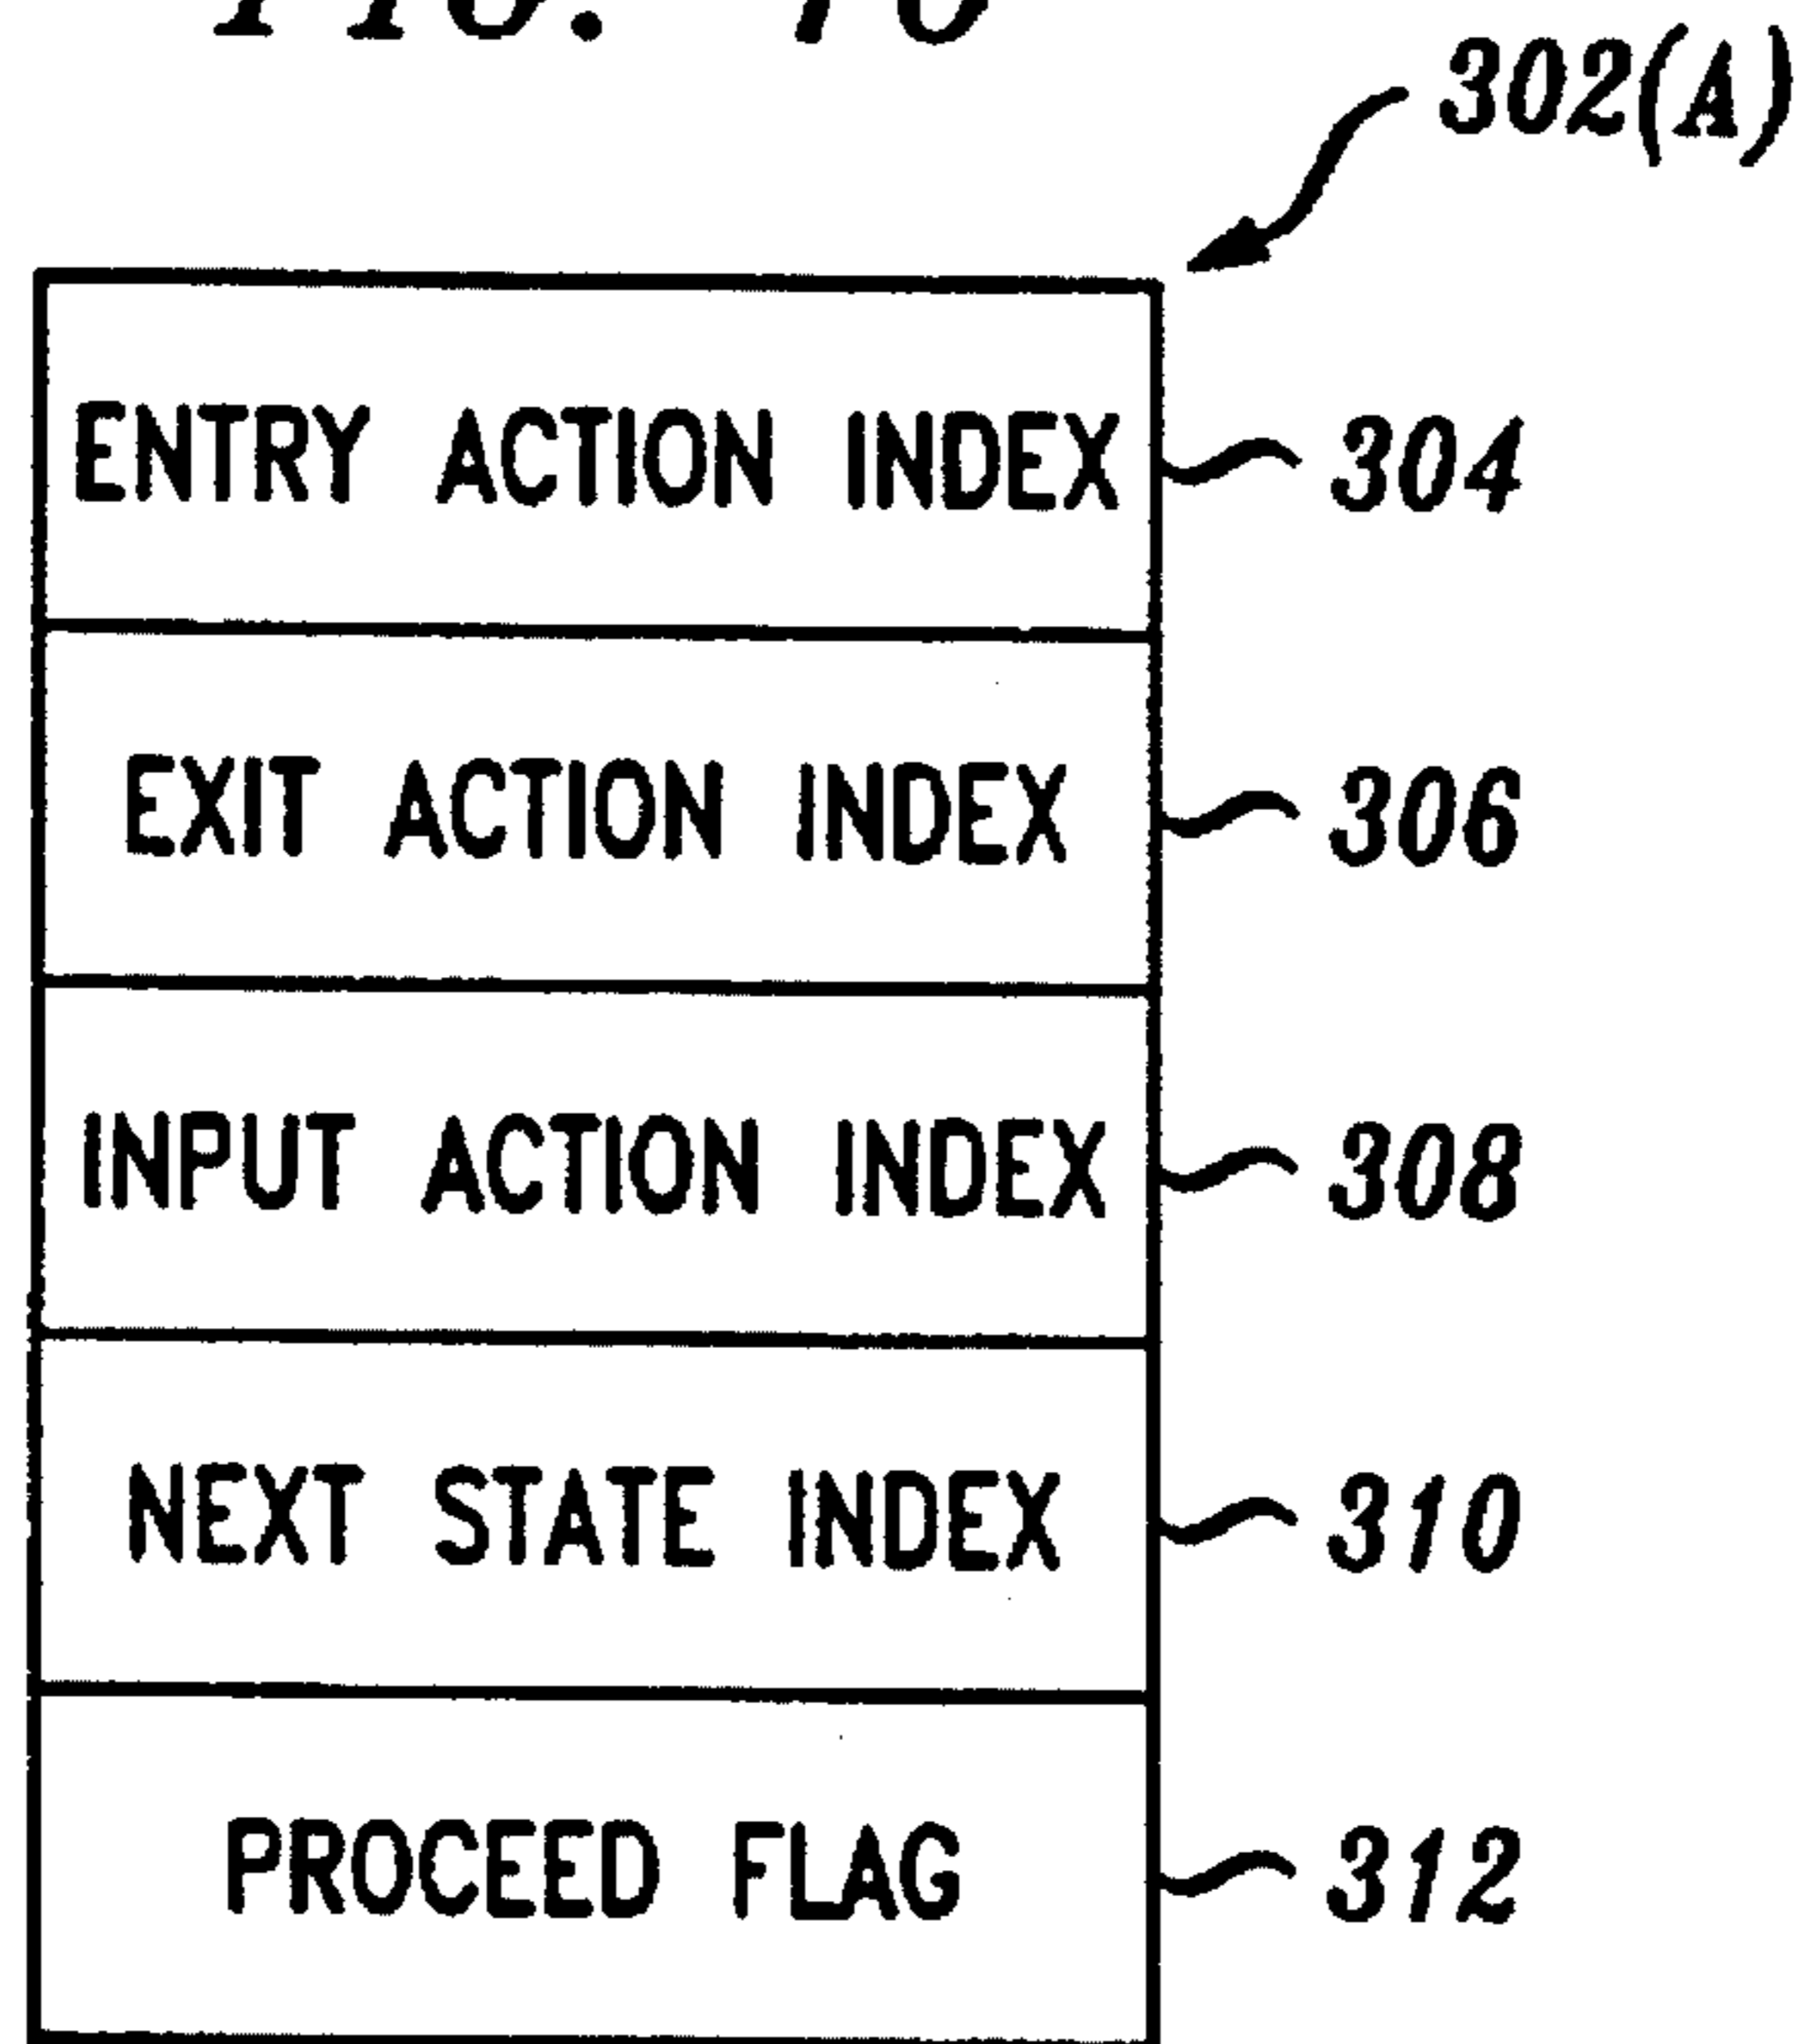 302(A)
ENTRY ACTION INDEX 304
EXIT ACTION INDEX 306
INPUT ACTION INDEX 308
NEXT STATE INDEX 310
PROCEED FLAG 312